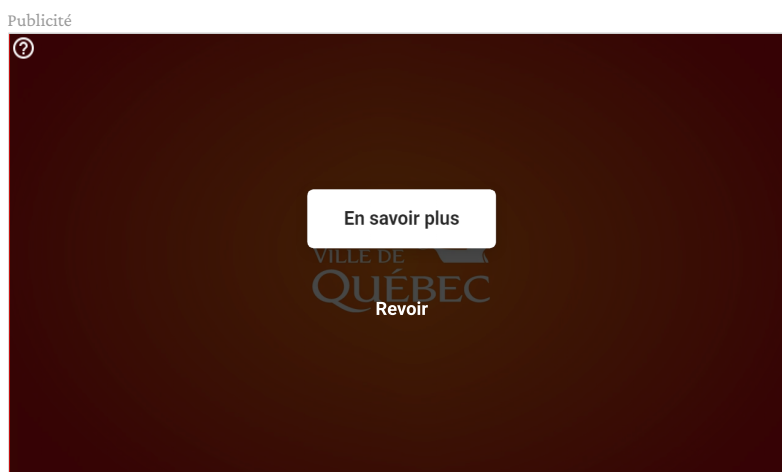 Publicité
?
En savoir plus
VILLE DE
QUÉBEC
Revoir